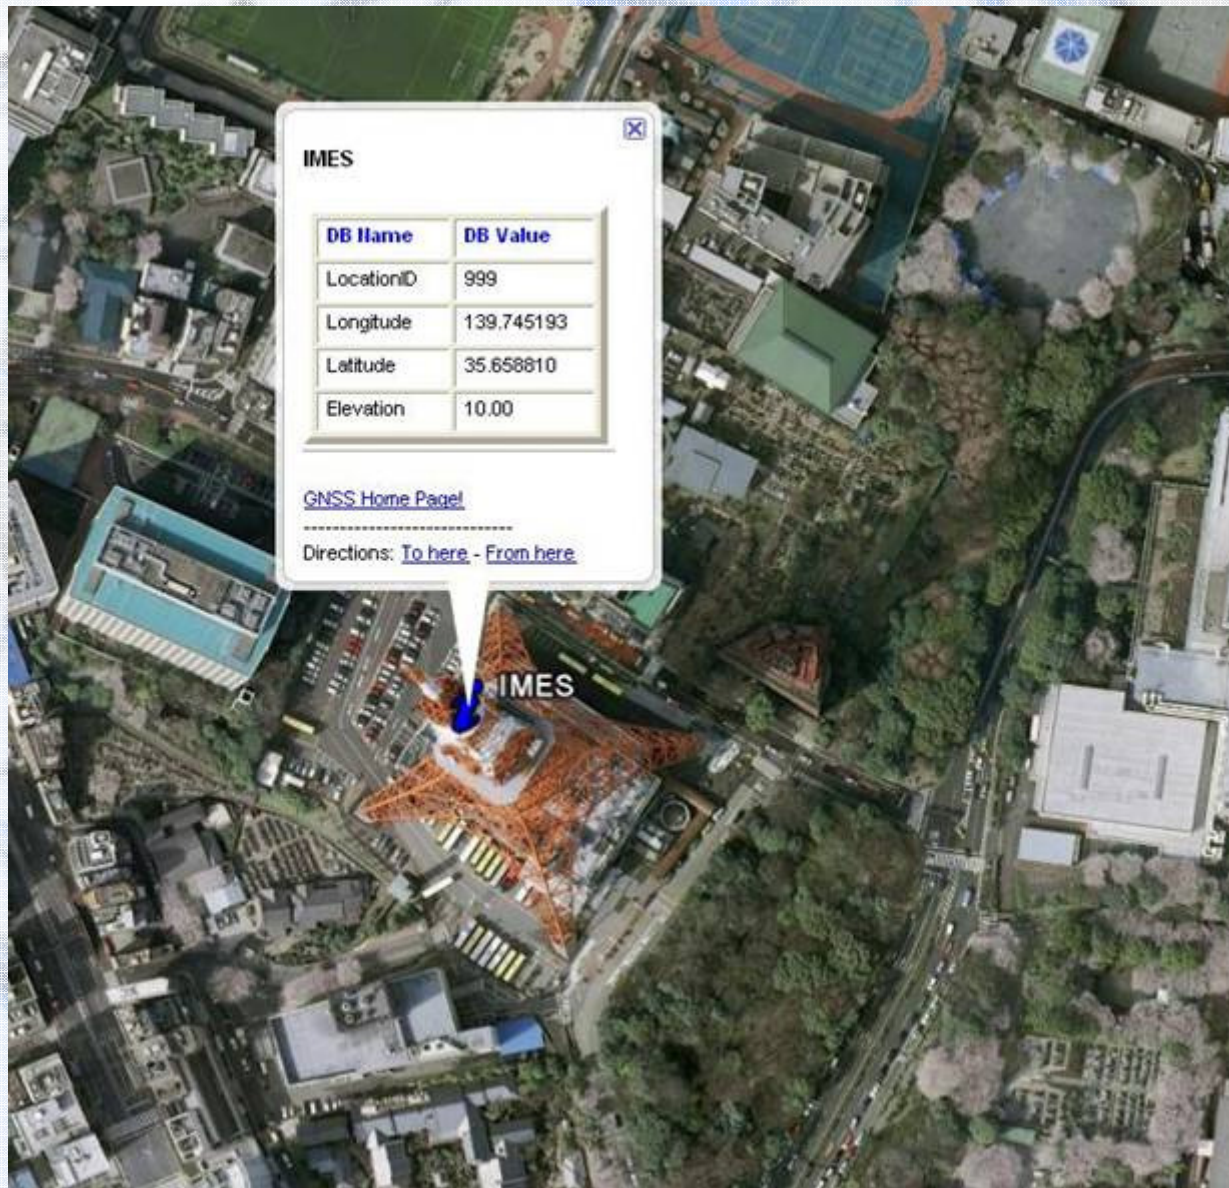 IMES
DB Name DB Value
LocationID 999
Longitude 139.745193
Latitude 35.658810
Elevation 10.00
GNSS Home Page!
-----------------------------
Directions: To here - From here
IMES